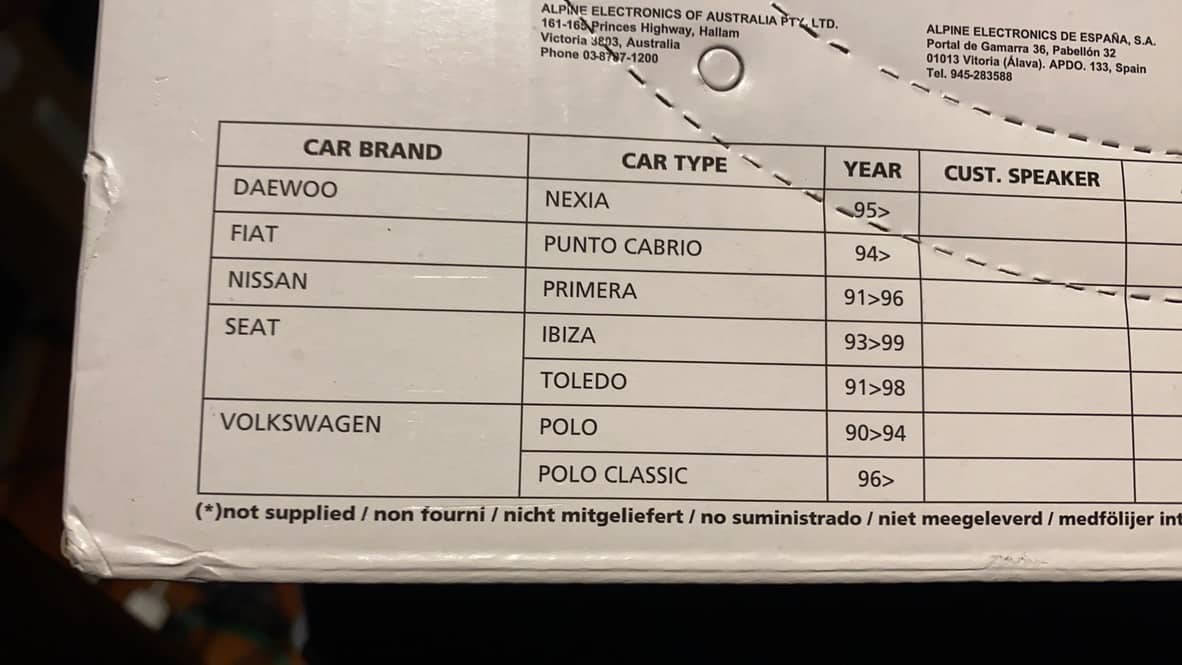 ALPINE ELECTRONICS OF AUSTRALIA PTY. LTD.
161-165 Princes Highway, Hallam
Victoria 3803, Australia
Phone 03-8787-1200
ALPINE ELECTRONICS DE ESPAÑA, S.A.
Portal de Gamarra 36, Pabellón 32
01013 Vitoria (Álava). APDO. 133, Spain
Tel. 945-283588
CAR BRAND CAR TYPE YEAR CUST. SPEAKER
DAEWOO NEXIA 95>
FIAT PUNTO CABRIO 94>
NISSAN PRIMERA 91>96
SEAT IBIZA 93>99
TOLEDO 91>98
VOLKSWAGEN POLO 90>94
POLO CLASSIC 96>
(*)not supplied / non fourni / nicht mitgeliefert / no suministrado / niet meegeleverd / medfölijer int